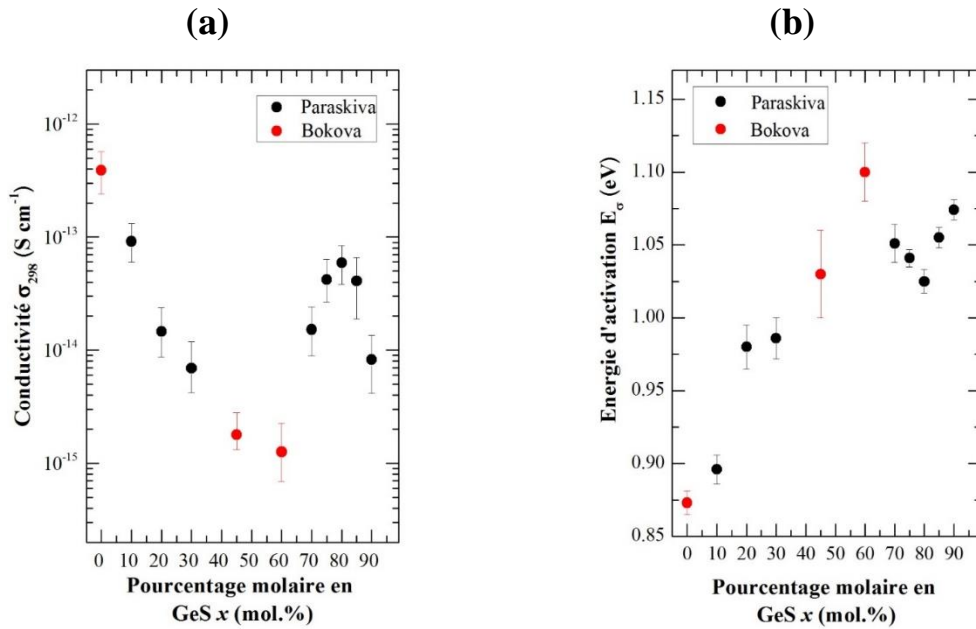 (a)
(b)
Conductivité σ₂₉₈ (S cm⁻¹)
10⁻¹²
10⁻¹³
10⁻¹⁴
10⁻¹⁵
Paraskiva
Bokova
0 10 20 30 40 50 60 70 80 90
Pourcentage molaire en
GeS x (mol.%)
Energie d'activation E_σ (eV)
1.15
1.10
1.05
1.00
0.95
0.90
0.85
Paraskiva
Bokova
0 10 20 30 40 50 60 70 80 90
Pourcentage molaire en
GeS x (mol.%)